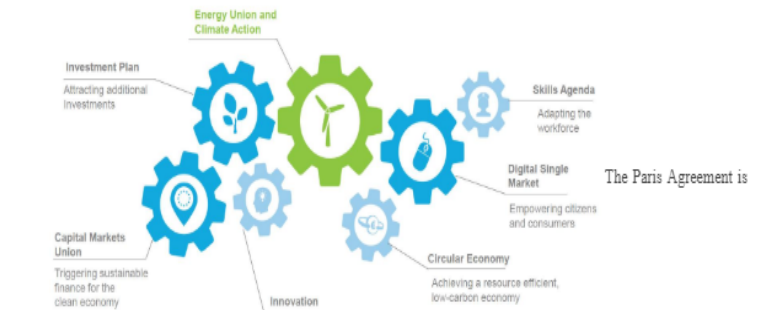 Energy Union and
Climate Action
Investment Plan
Attracting additional
Investments
Skills Agenda
Adapting the
workforce
Digital Single
Market
Empowering citizens
and consumers
The Paris Agreement is
Capital Markets
Union
Triggering sustainable
finance for the
clean economy
Circular Economy
Achieving a resource efficient,
low-carbon economy
Innovation